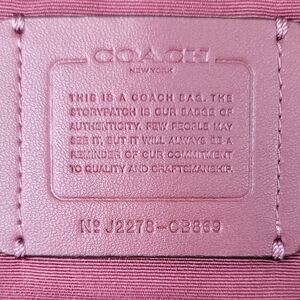 COACH
NEW YORK
THIS IS A COACH BAG. THE
STORYPATCH IS OUR BADGE OF
AUTHENTICITY. FEW PEOPLE MAY
SEE IT, BUT IT WILL ALWAYS BE A
REMINDER OF OUR COMMITMENT
TO QUALITY AND CRAFTSMANSHIP.
Nº J2278-CB869